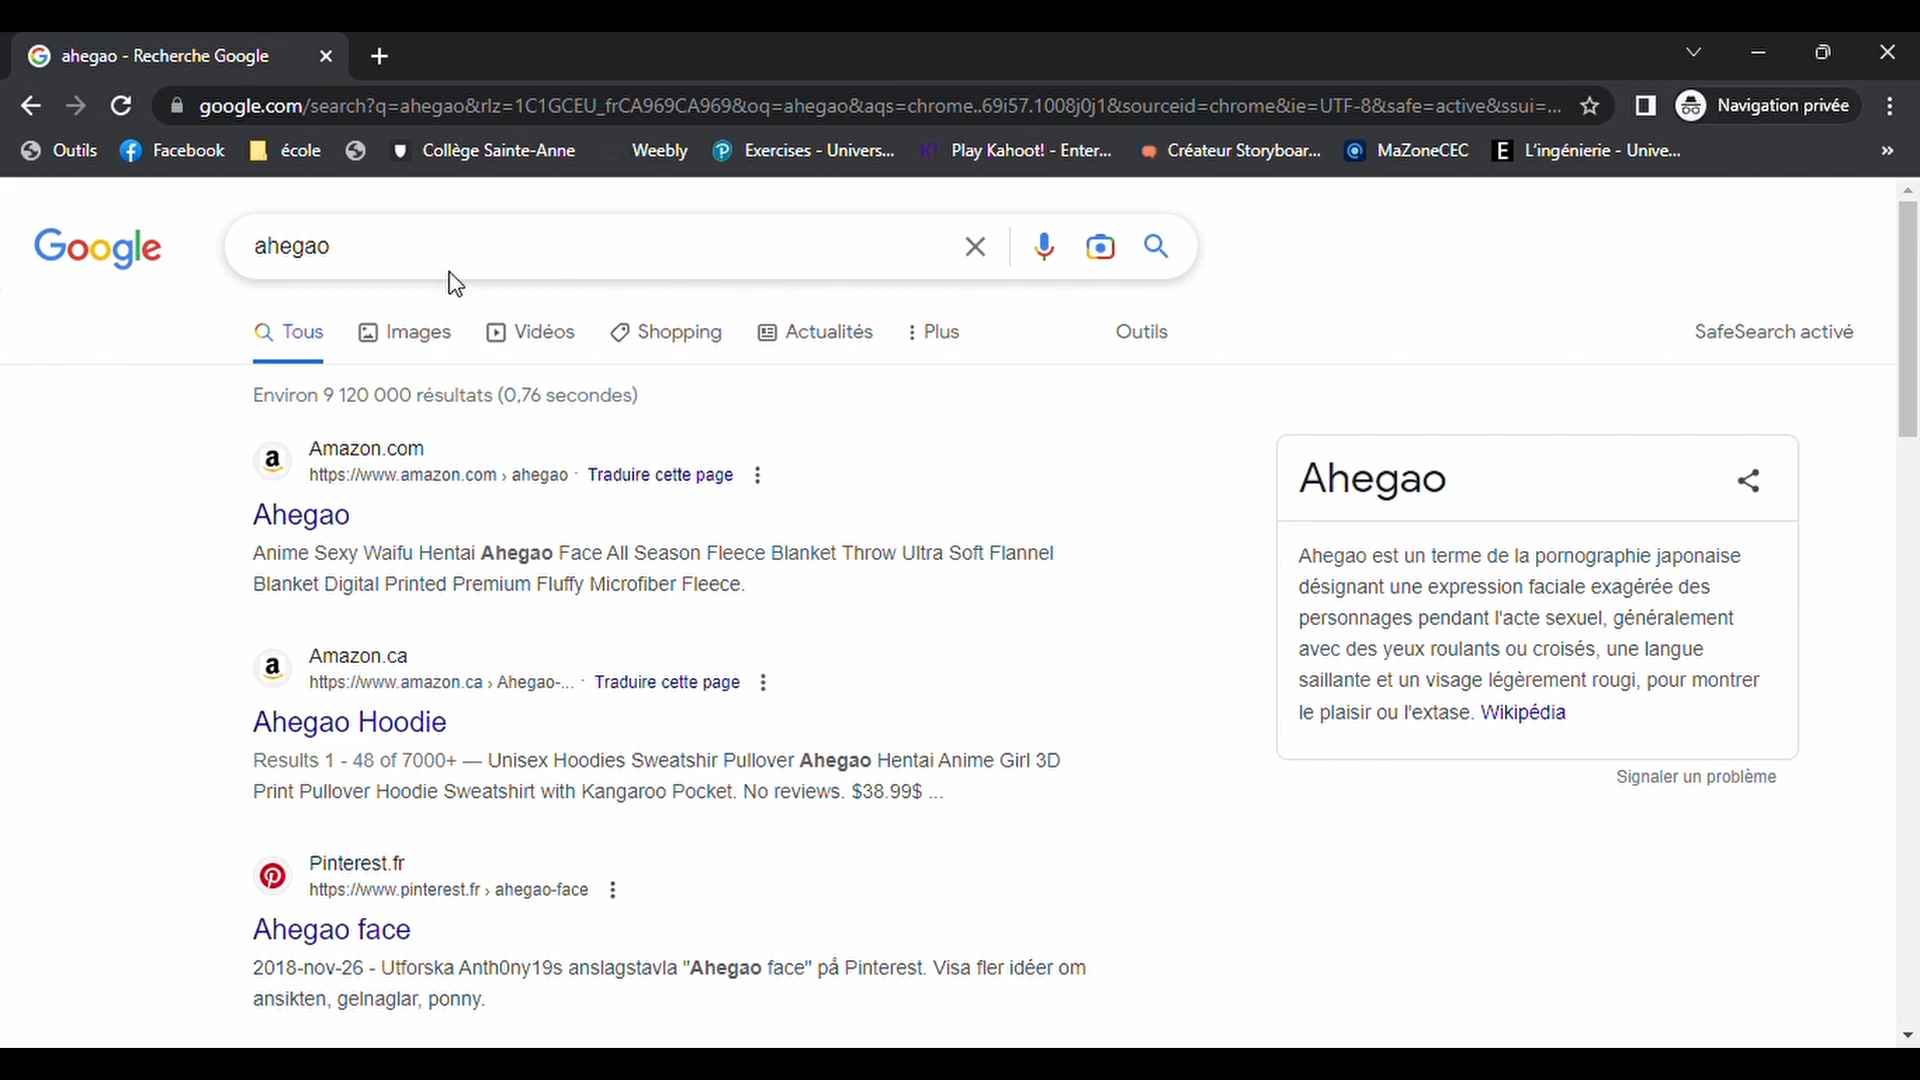 ahegao - Recherche Google
google.com/search?q=ahegao&rlz=1C1GCEU_frCA969CA969&oq=ahegao&aqs=chrome..69i57.1008j0j1&sourceid=chrome&ie=UTF-8&safe=active&ssui=...
Navigation privée
Outils Facebook école Collège Sainte-Anne Weebly Exercises - Univers... Play Kahoot! - Enter... Créateur Storyboar... MaZoneCEC L'ingénierie - Unive... »
Google
ahegao
Tous Images Vidéos Shopping Actualités Plus Outils SafeSearch activé
Environ 9 120 000 résultats (0,76 secondes)
Amazon.com
https://www.amazon.com › ahegao · Traduire cette page
Ahegao
Anime Sexy Waifu Hentai Ahegao Face All Season Fleece Blanket Throw Ultra Soft Flannel
Blanket Digital Printed Premium Fluffy Microfiber Fleece.
Amazon.ca
https://www.amazon.ca › Ahegao-... · Traduire cette page
Ahegao Hoodie
Results 1 - 48 of 7000+ — Unisex Hoodies Sweatshir Pullover Ahegao Hentai Anime Girl 3D
Print Pullover Hoodie Sweatshirt with Kangaroo Pocket. No reviews. $38.99$ ...
Pinterest.fr
https://www.pinterest.fr › ahegao-face
Ahegao face
2018-nov-26 - Utforska Anth0ny19s anslagstavla "Ahegao face" på Pinterest. Visa fler idéer om
ansikten, gelnaglar, ponny.
Ahegao
Ahegao est un terme de la pornographie japonaise
désignant une expression faciale exagérée des
personnages pendant l'acte sexuel, généralement
avec des yeux roulants ou croisés, une langue
saillante et un visage légèrement rougi, pour montrer
le plaisir ou l'extase. Wikipédia
Signaler un problème